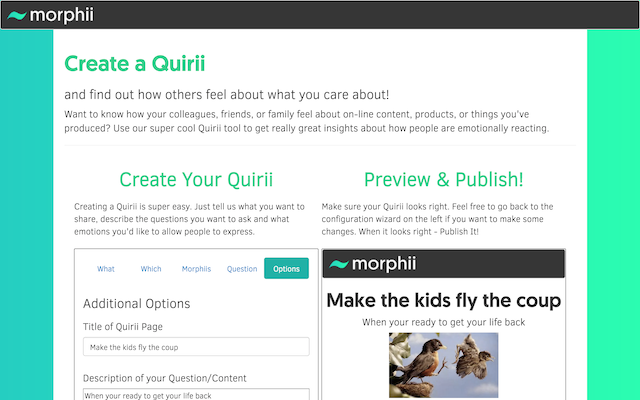 morphii
Create a Quirii
and find out how others feel about what you care about!
Want to know how your colleagues, friends, or family feel about on-line content, products, or things you've
produced? Use our super cool Quirii tool to get really great insights about how people are emotionally reacting.
Create Your Quirii
Creating a Quirii is super easy. Just tell us what you want to
share, describe the questions you want to ask and what
emotions you'd like to allow people to express.
Preview & Publish!
Make sure your Quirii looks right. Feel free to go back to the
configuration wizard on the left if you want to make some
changes. When it looks right - Publish It!
What Which Morphiis Question Options
Additional Options
Title of Quirii Page
Make the kids fly the coup
Description of your Question/Content
When your ready to get your life back
morphii
Make the kids fly the coup
When your ready to get your life back